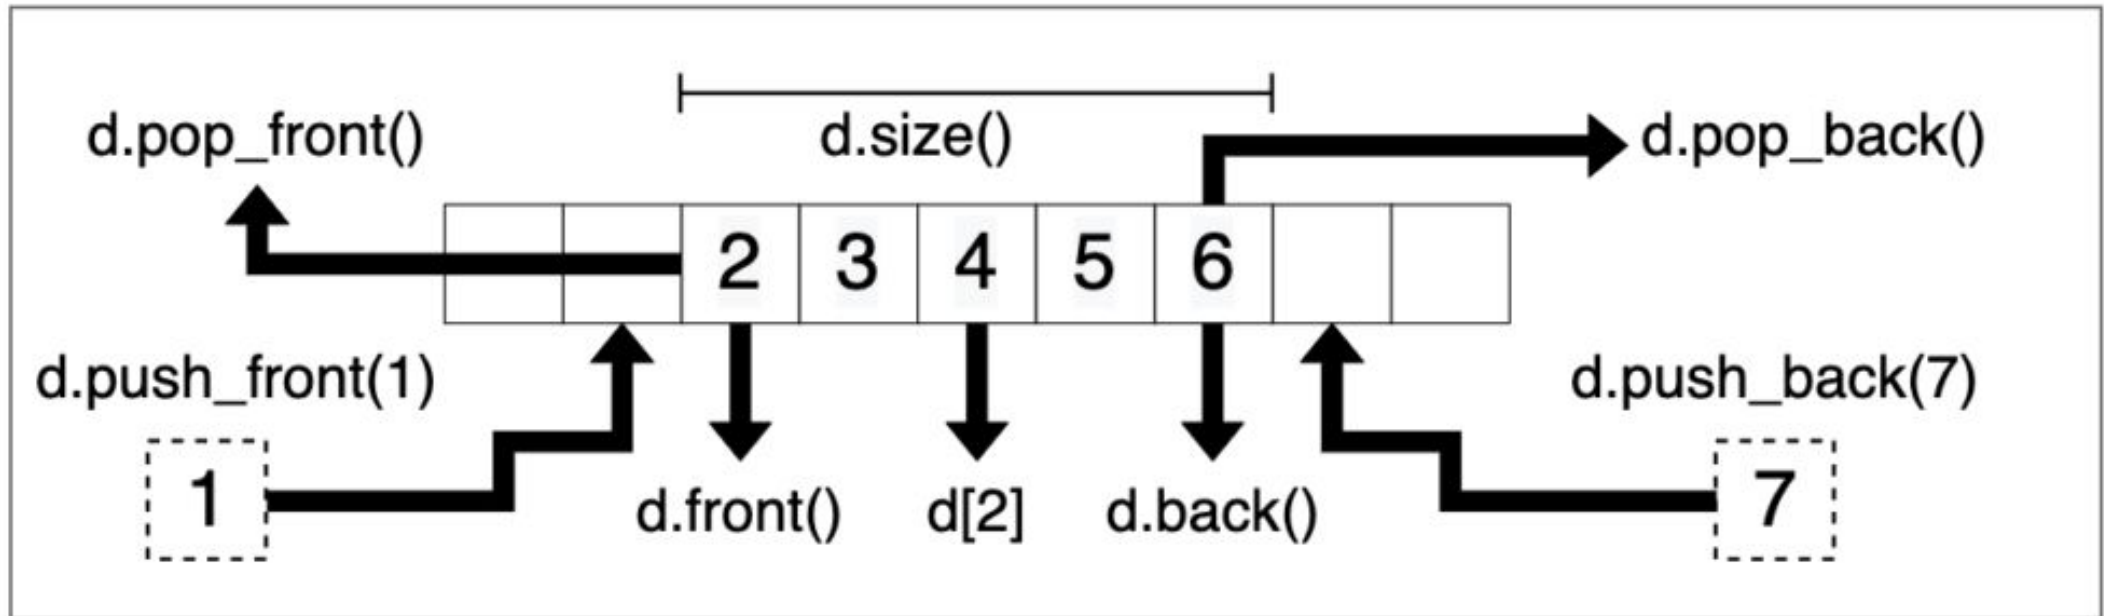 d.pop_front()
d.size()
d.pop_back()
2 3 4 5 6
d.push_front(1)
d.push_back(7)
1
d.front()
d[2]
d.back()
7